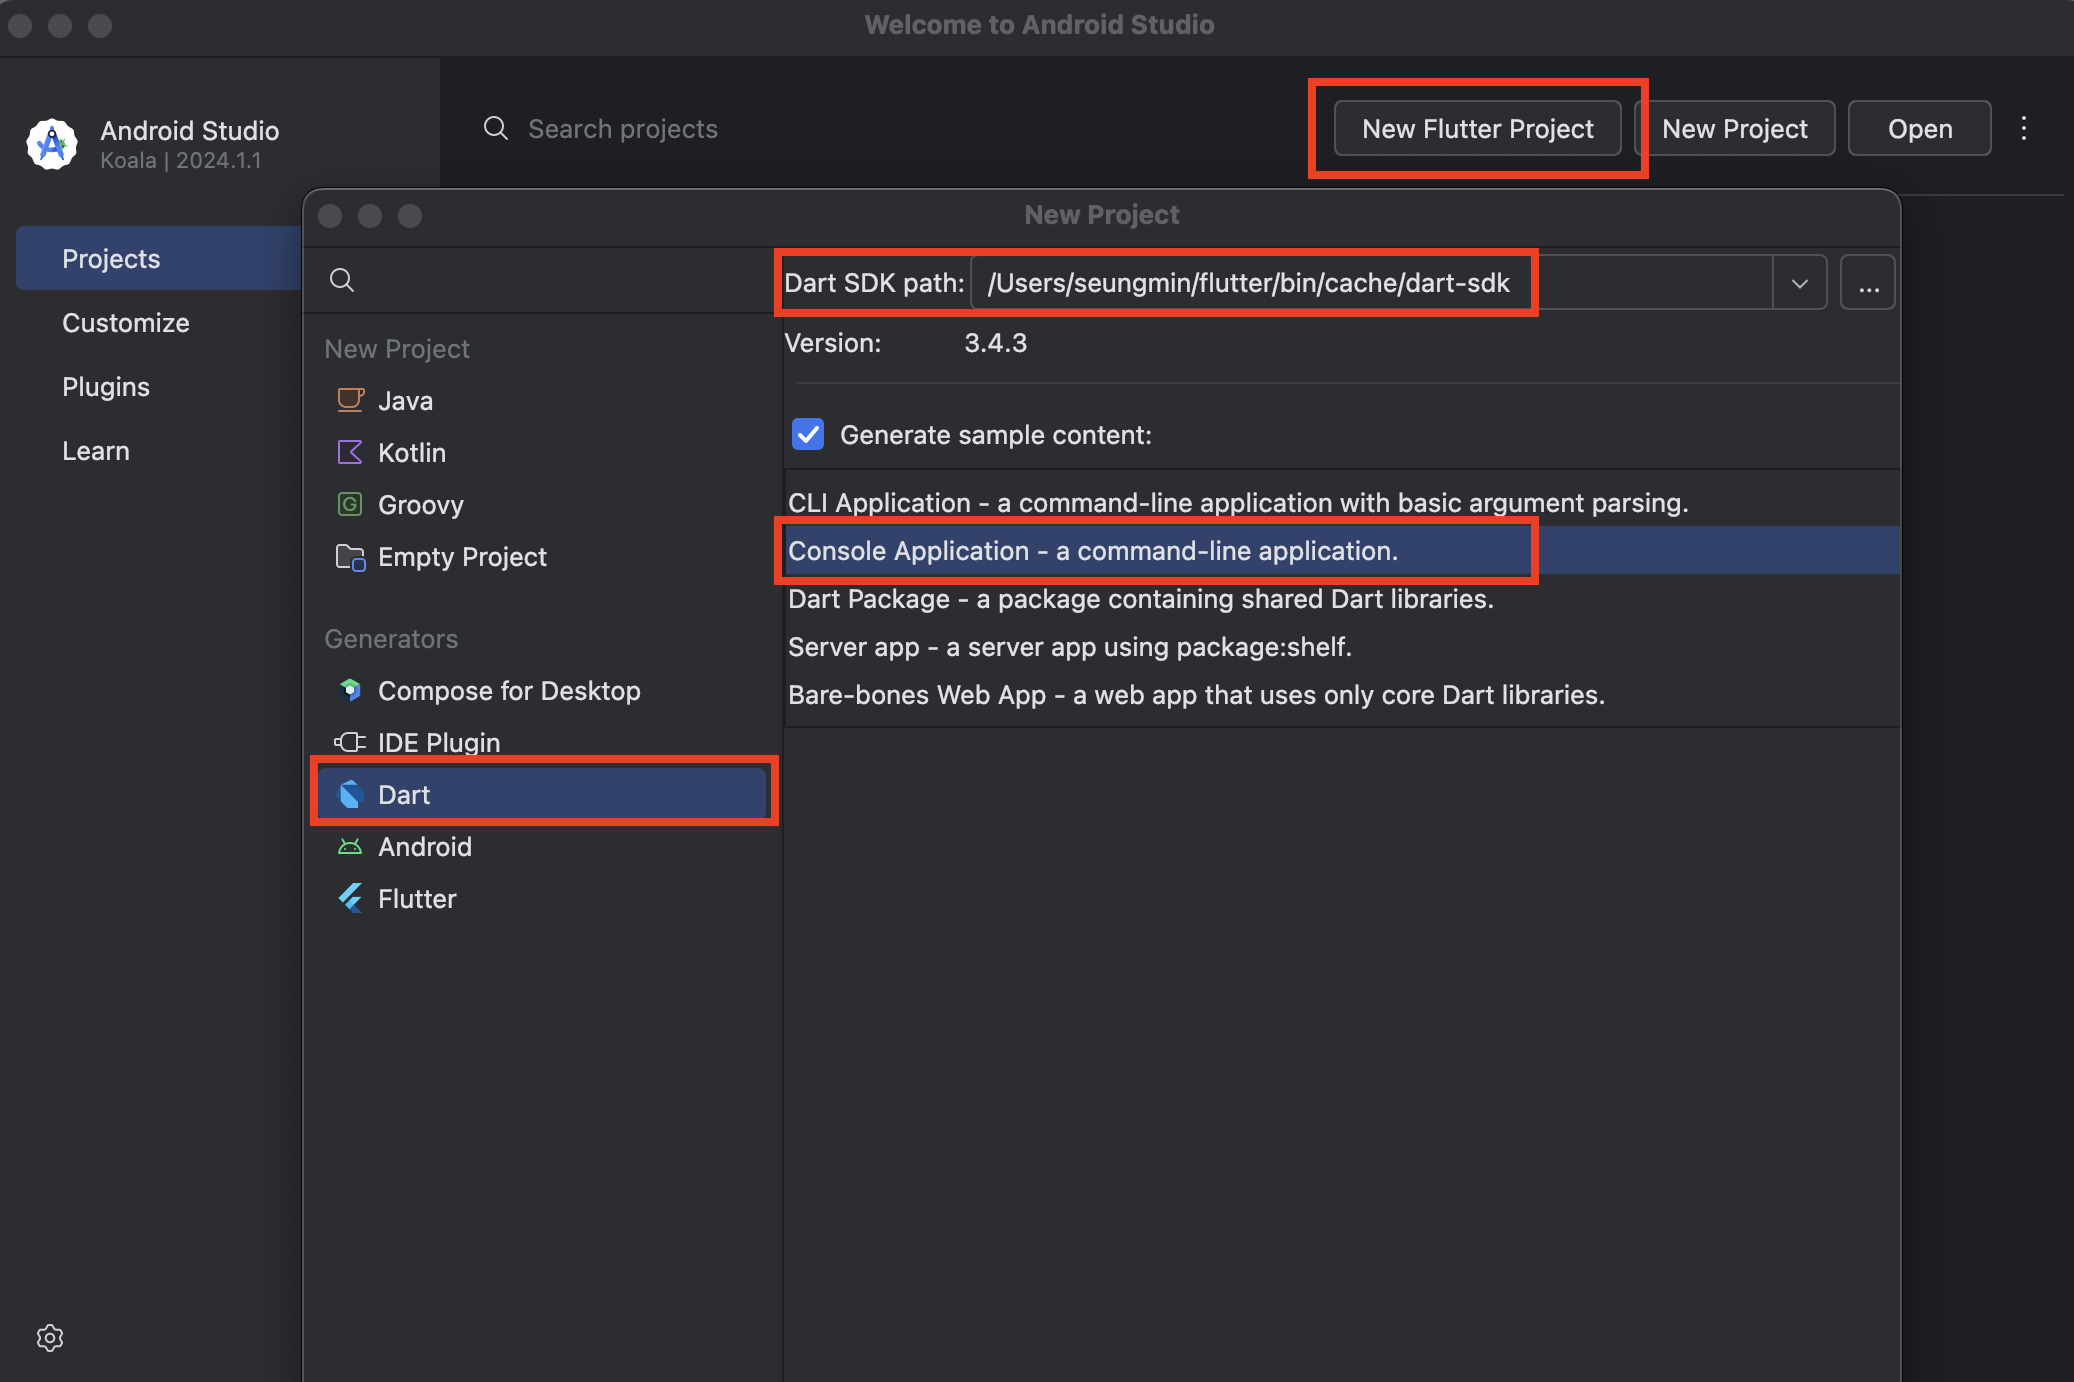 Welcome to Android Studio
Android Studio
Koala | 2024.1.1
Search projects
New Flutter Project
New Project
Open
Projects
Customize
Plugins
Learn
New Project
New Project
Java
Kotlin
G Groovy
Empty Project
Generators
Compose for Desktop
IDE Plugin
Dart
Android
Flutter
Dart SDK path: /Users/seungmin/flutter/bin/cache/dart-sdk ...
Version: 3.4.3
Generate sample content:
CLI Application - a command-line application with basic argument parsing.
Console Application - a command-line application.
Dart Package - a package containing shared Dart libraries.
Server app - a server app using package:shelf.
Bare-bones Web App - a web app that uses only core Dart libraries.